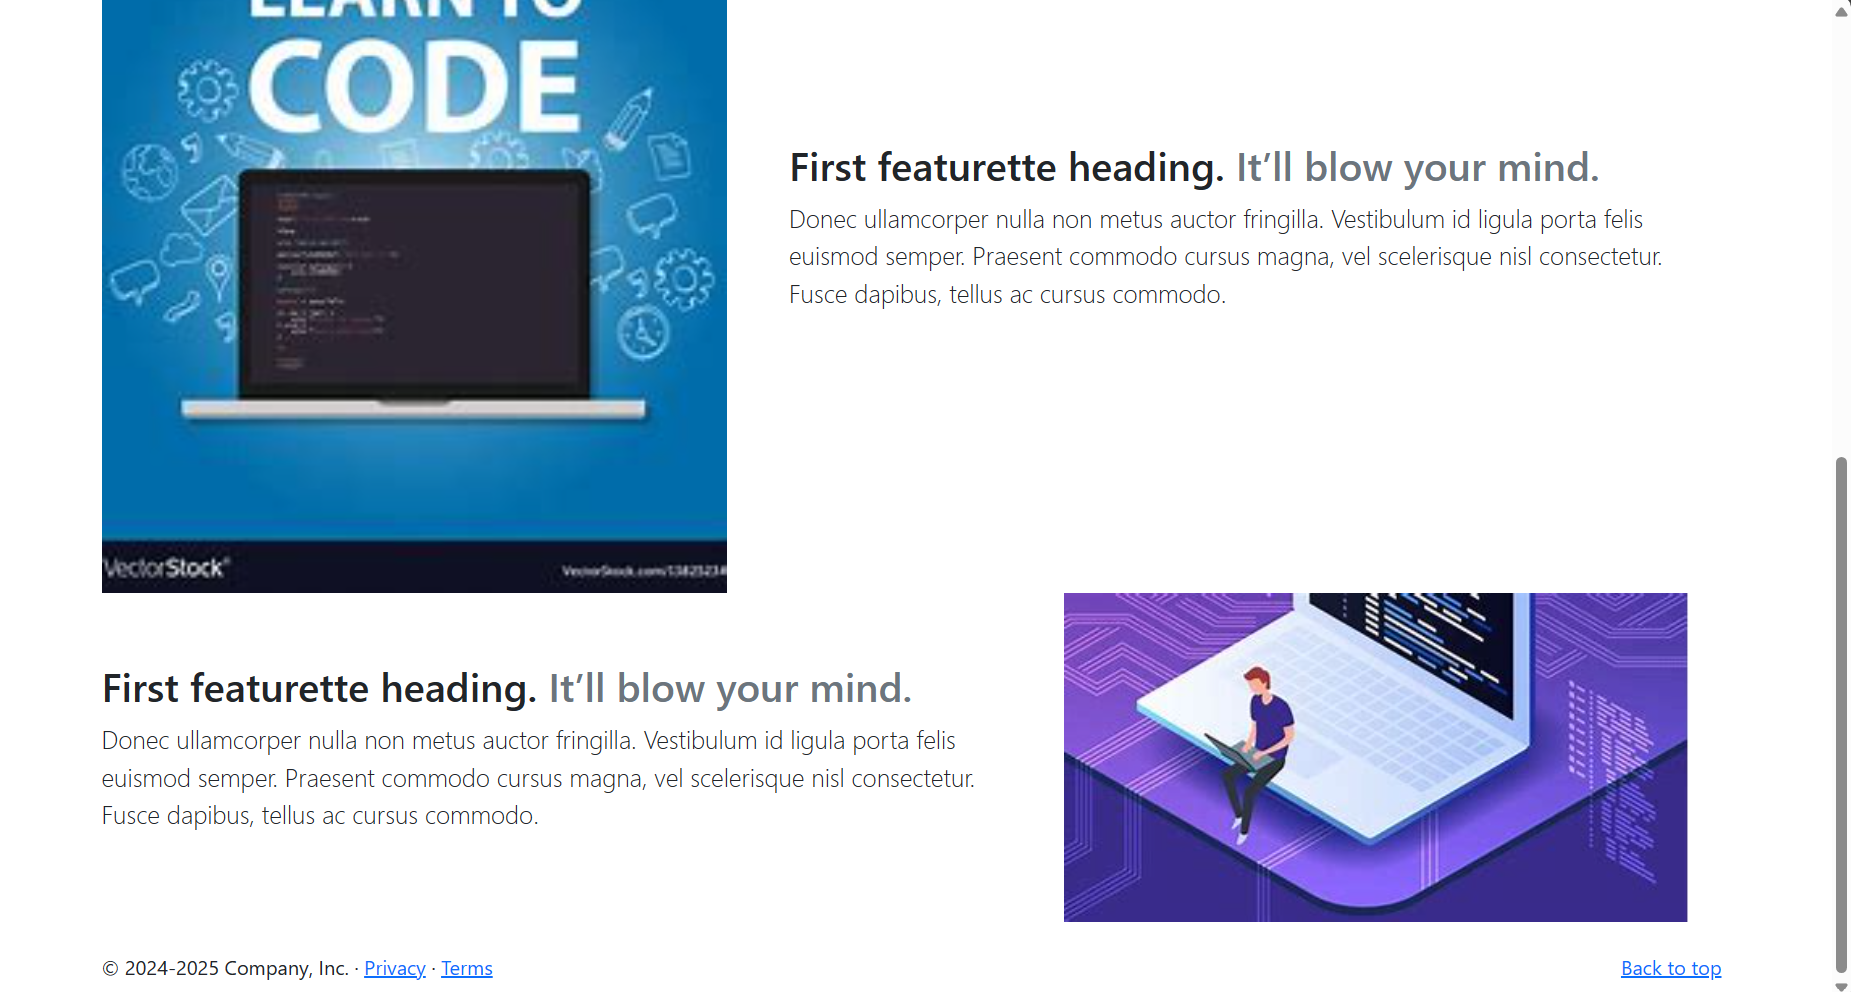 LEARN TO
CODE
First featurette heading. It’ll blow your mind.
Donec ullamcorper nulla non metus auctor fringilla. Vestibulum id ligula porta felis
euismod semper. Praesent commodo cursus magna, vel scelerisque nisl consectetur.
Fusce dapibus, tellus ac cursus commodo.
VectorStock®
First featurette heading. It’ll blow your mind.
Donec ullamcorper nulla non metus auctor fringilla. Vestibulum id ligula porta felis
euismod semper. Praesent commodo cursus magna, vel scelerisque nisl consectetur.
Fusce dapibus, tellus ac cursus commodo.
© 2024-2025 Company, Inc. · Privacy · Terms
Back to top